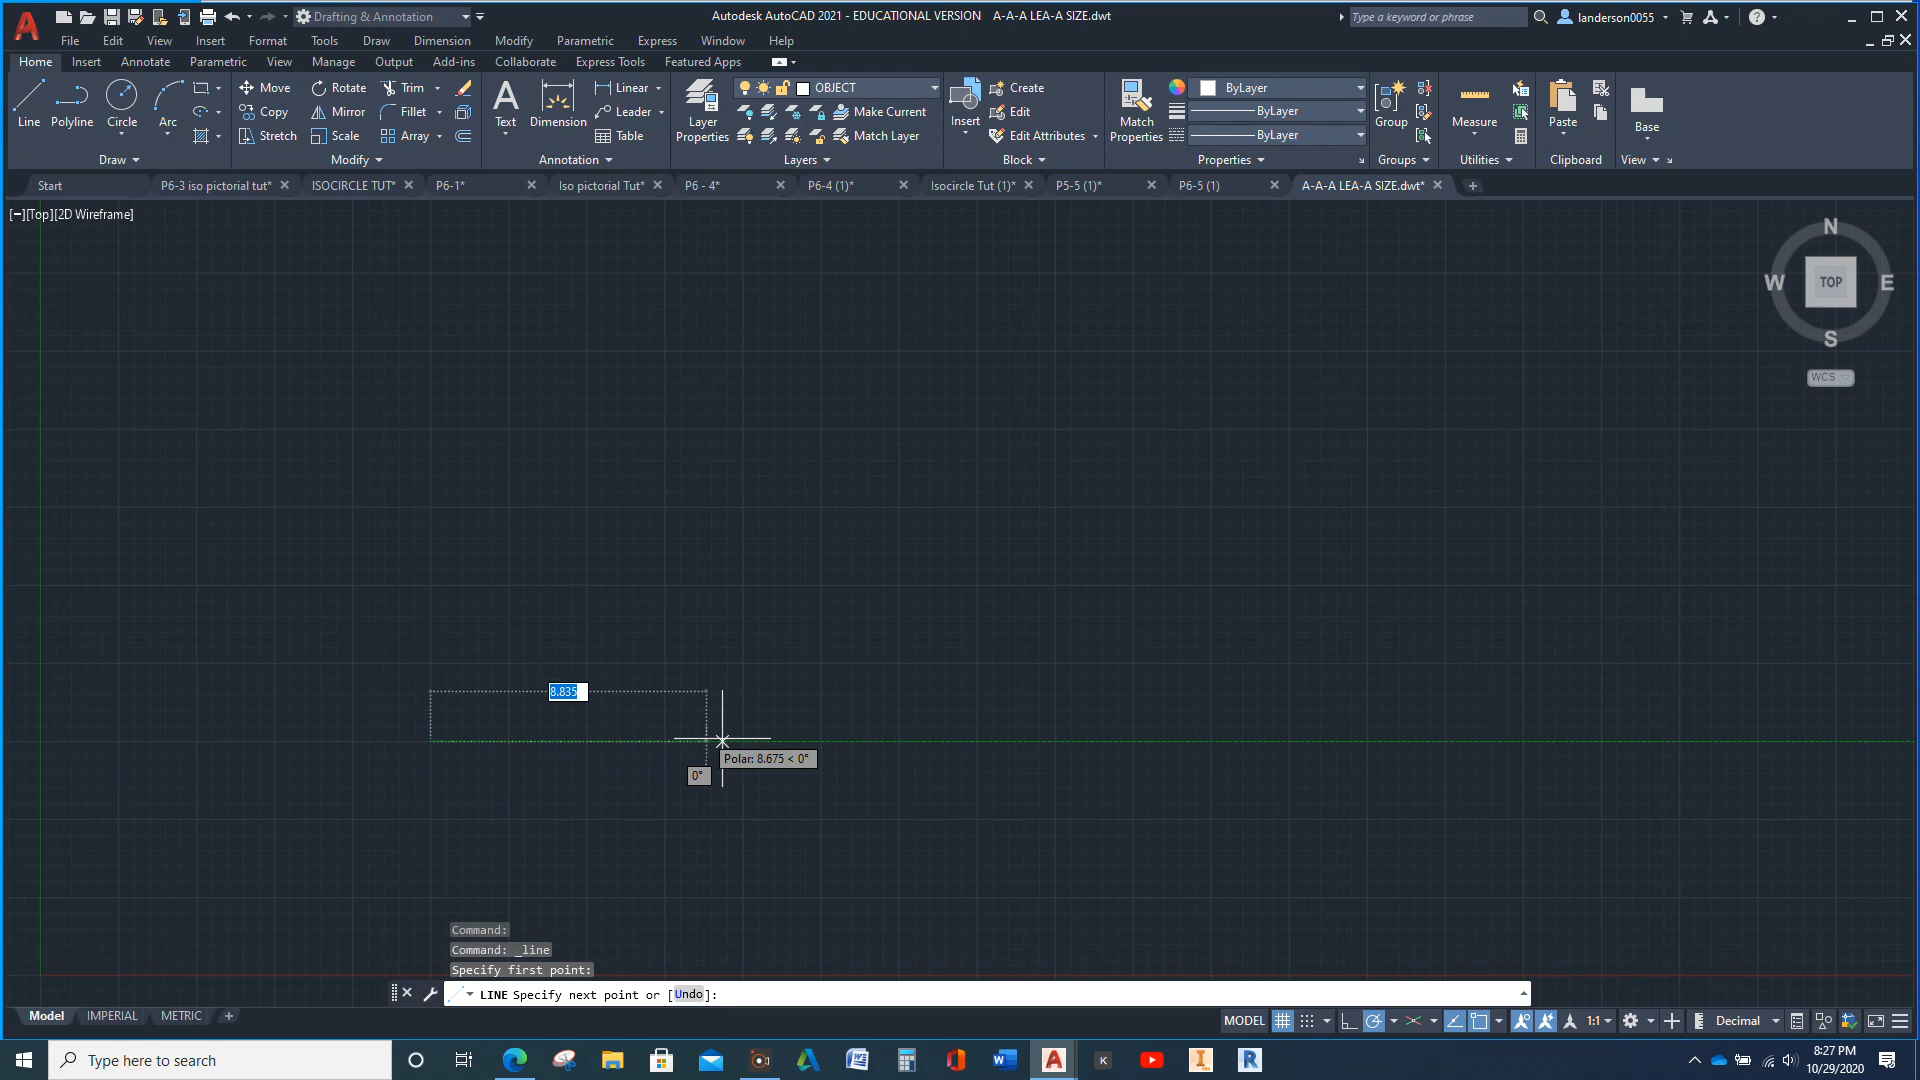 Drafting & Annotation
Autodesk AutoCAD 2021 - EDUCATIONAL VERSION A-A-A LEA-A SIZE.dwt
Type a keyword or phrase
landerson0055
File Edit View Insert Format Tools Draw Dimension Modify Parametric Express Window Help
Home Insert Annotate Parametric View Manage Output Add-ins Collaborate Express Tools Featured Apps
Line Polyline Circle Arc
Move Rotate Trim
Copy Mirror Fillet
Stretch Scale Array
Text Dimension
Linear
Leader
Table
Layer Properties
OBJECT
Make Current
Match Layer
Insert
Create
Edit
Edit Attributes
Match Properties
ByLayer
ByLayer
ByLayer
Group
Measure
Paste
Base
Draw Modify Annotation Layers Block Properties Groups Utilities Clipboard View
Start P6-3 iso pictorial tut* ISOCIRCLE TUT* P6-1* Iso pictorial Tut* P6 - 4* P6-4 (1)* Isocircle Tut (1)* P5-5 (1)* P6-5 (1) A-A-A LEA-A SIZE.dwt*
[−][Top][2D Wireframe]
N
W TOP E
S
WCS
8.835
Polar: 8.675 < 0°
0°
Command:
Command: _line
Specify first point:
LINE Specify next point or [Undo]:
Model IMPERIAL METRIC
MODEL 1:1 Decimal
Type here to search
8:27 PM
10/29/2020